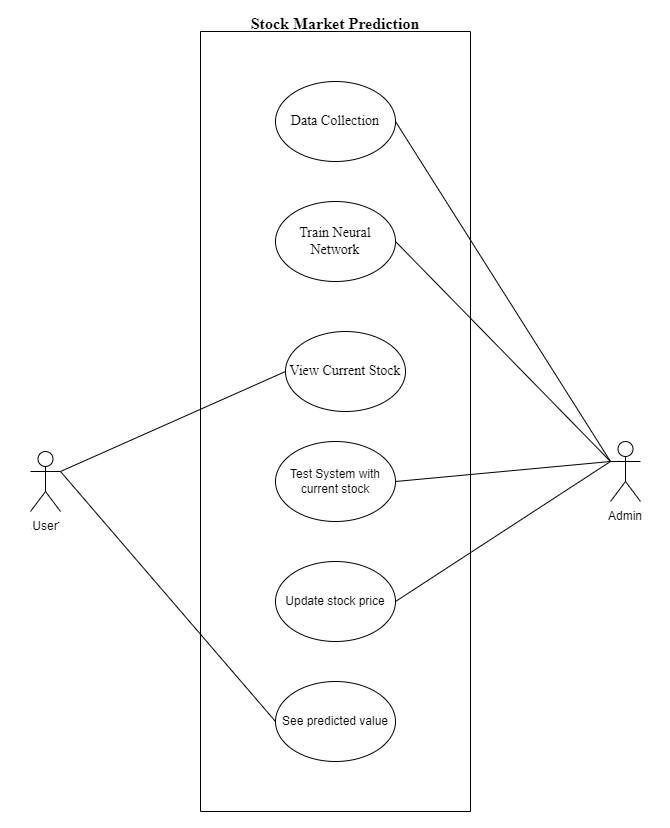 Stock Market Prediction
Data Collection
Train Neural
Network
View Current Stock
Test System with
current stock
Update stock price
See predicted value
User
Admin